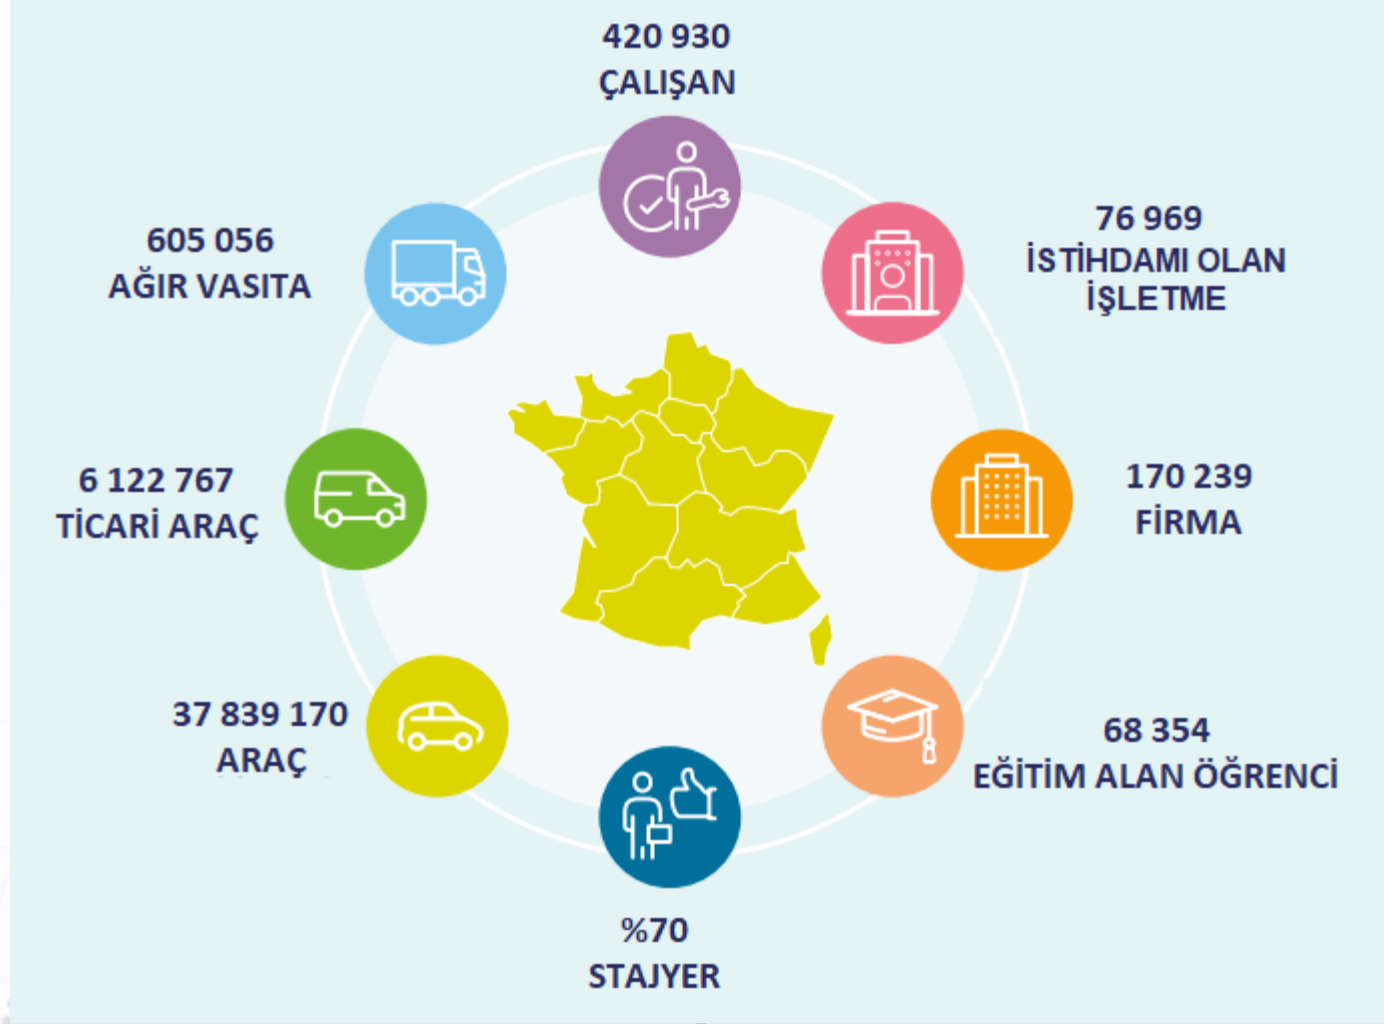 420 930
ÇALIŞAN
76 969
İSTİHDAMI OLAN
İŞLETME
170 239
FİRMA
68 354
EĞİTİM ALAN ÖĞRENCİ
%70
STAJYER
37 839 170
ARAÇ
6 122 767
TİCARİ ARAÇ
605 056
AĞIR VASITA